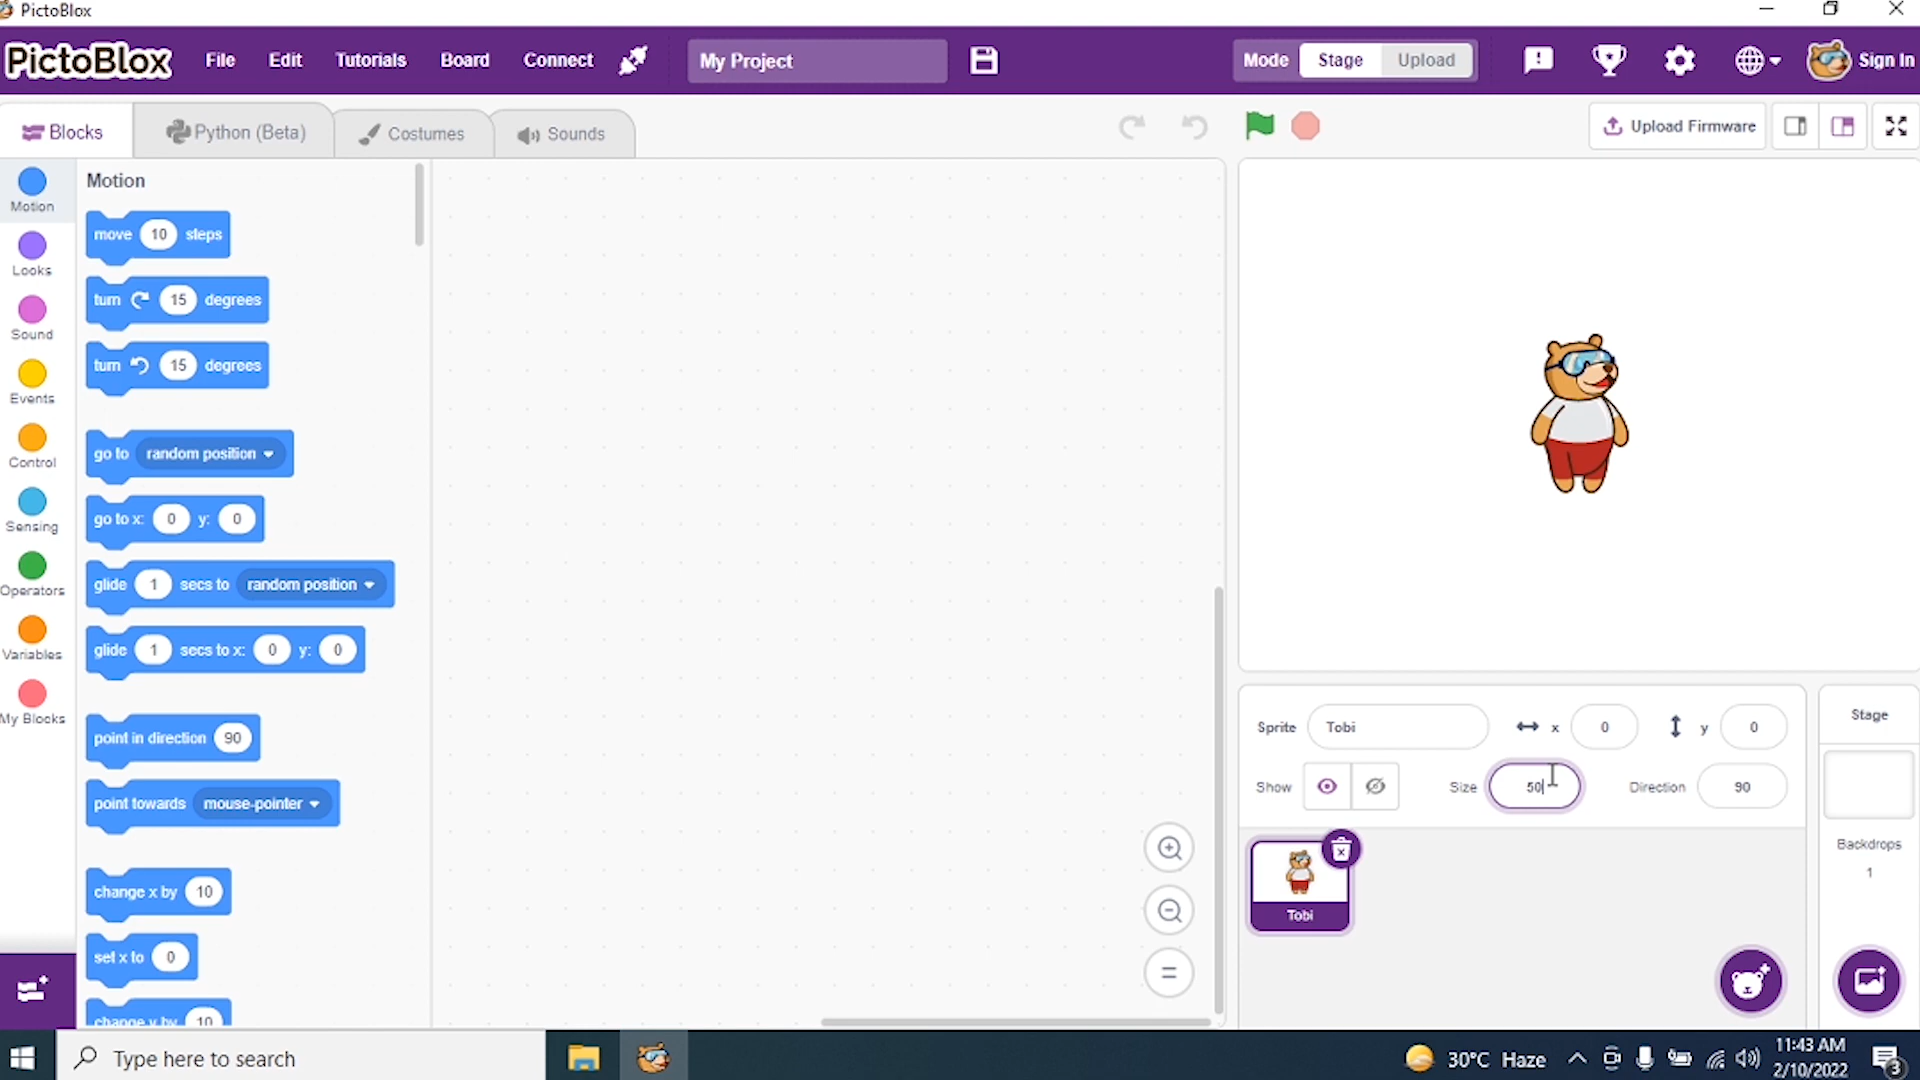 PictoBlox
PictoBlox File Edit Tutorials Board Connect My Project Mode Stage Upload Sign In
Blocks Python (Beta) Costumes Sounds Upload Firmware
Motion
Looks
Sound
Events
Control
Sensing
Operators
Variables
My Blocks
Motion
move 10 steps
turn 15 degrees
turn 15 degrees
go to random position
go to x: 0 y: 0
glide 1 secs to random position
glide 1 secs to x: 0 y: 0
point in direction 90
point towards mouse-pointer
change x by 10
set x to 0
change y by 10
Sprite Tobi x 0 y 0
Show Size 50 Direction 90
Tobi
Stage
Backdrops
1
Type here to search
30°C Haze
11:43 AM
2/10/2022
3